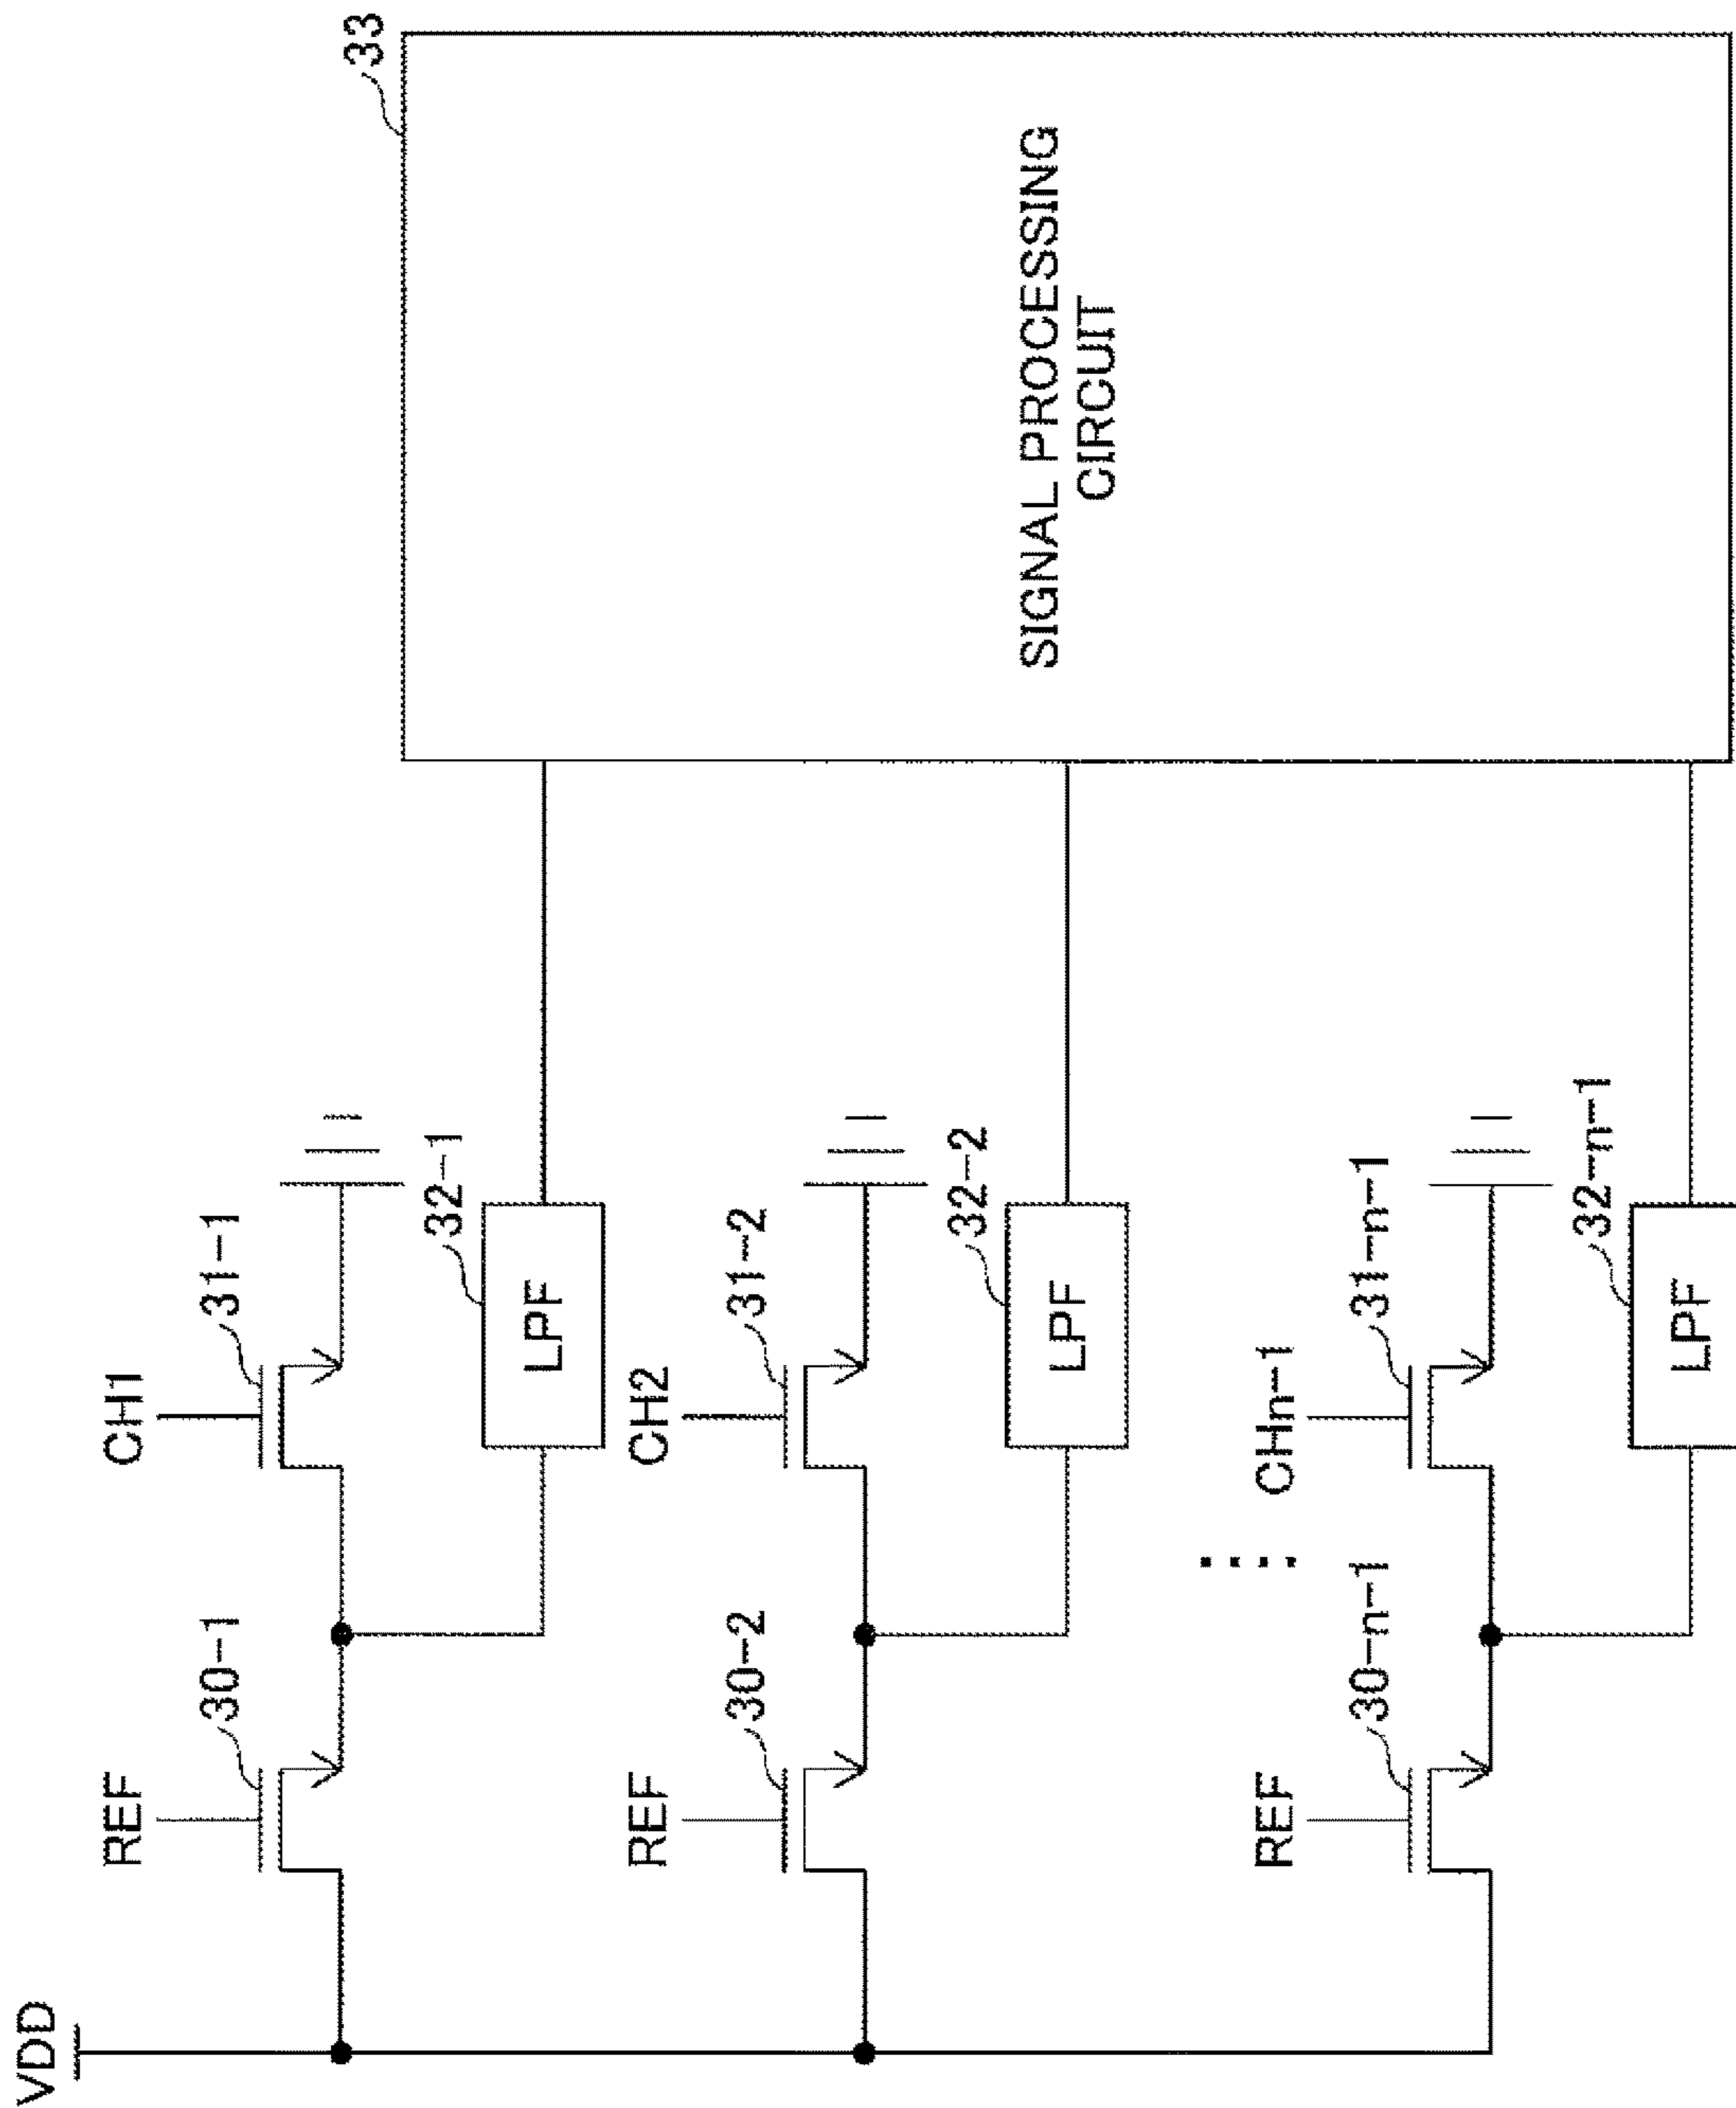 VDD
REF
30-1
CH1
31-1
32-1
LPF
REF
30-2
CH2
31-2
32-2
LPF
REF
30-n-1
CHn-1
31-n-1
32-n-1
LPF
33
SIGNAL PROCESSING
CIRCUIT